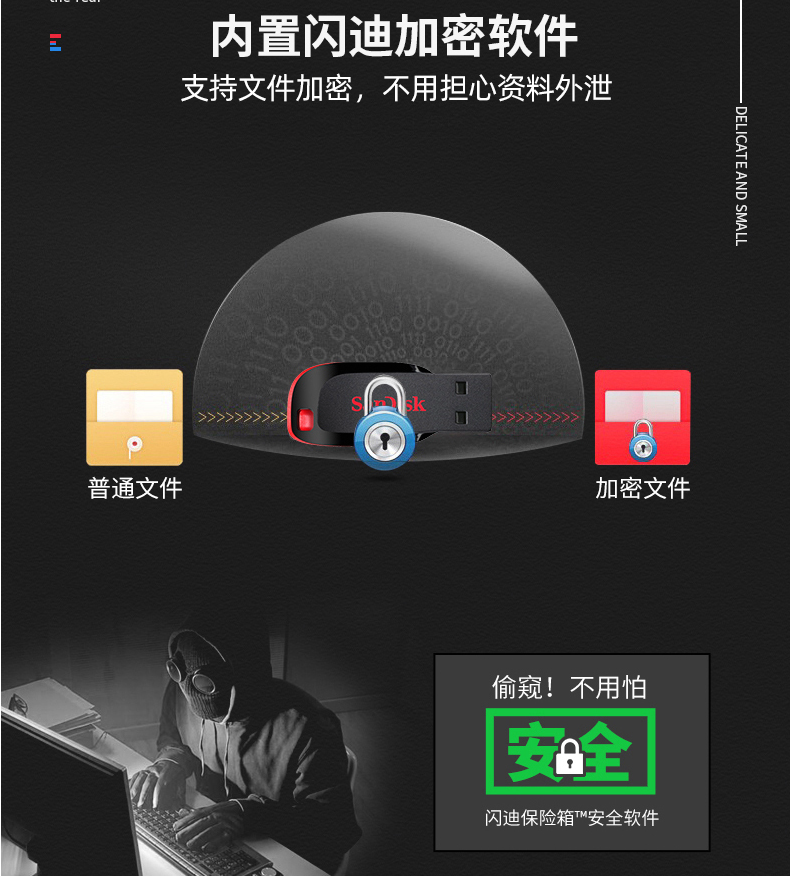 内置闪迪加密软件
支持文件加密，不用担心资料外泄
DELICATE AND SMALL
SanDisk
普通文件
加密文件
偷窥！不用怕
安全
闪迪保险箱™安全软件